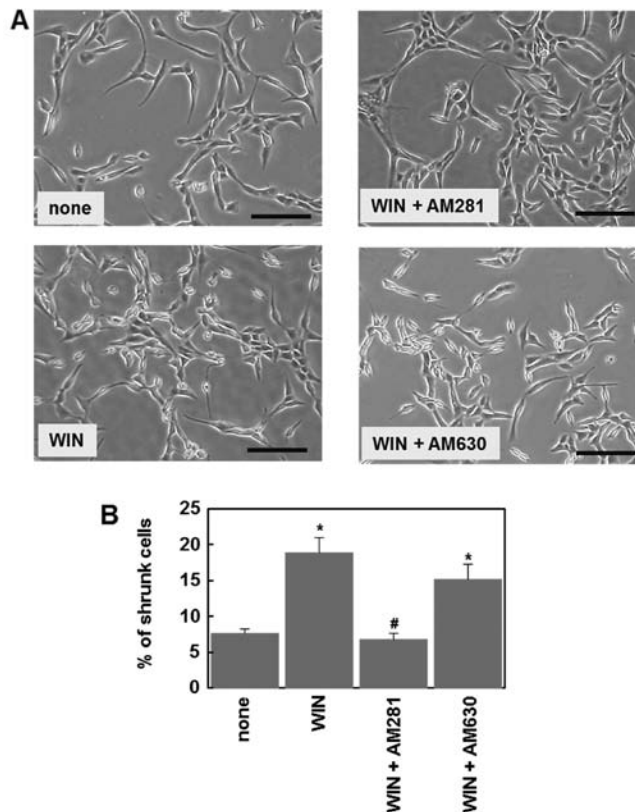 A
none
WIN + AM281
WIN
WIN + AM630
B
% of shrunk cells
25
20
15
10
5
0
*
#
*
none
WIN
WIN + AM281
WIN + AM630